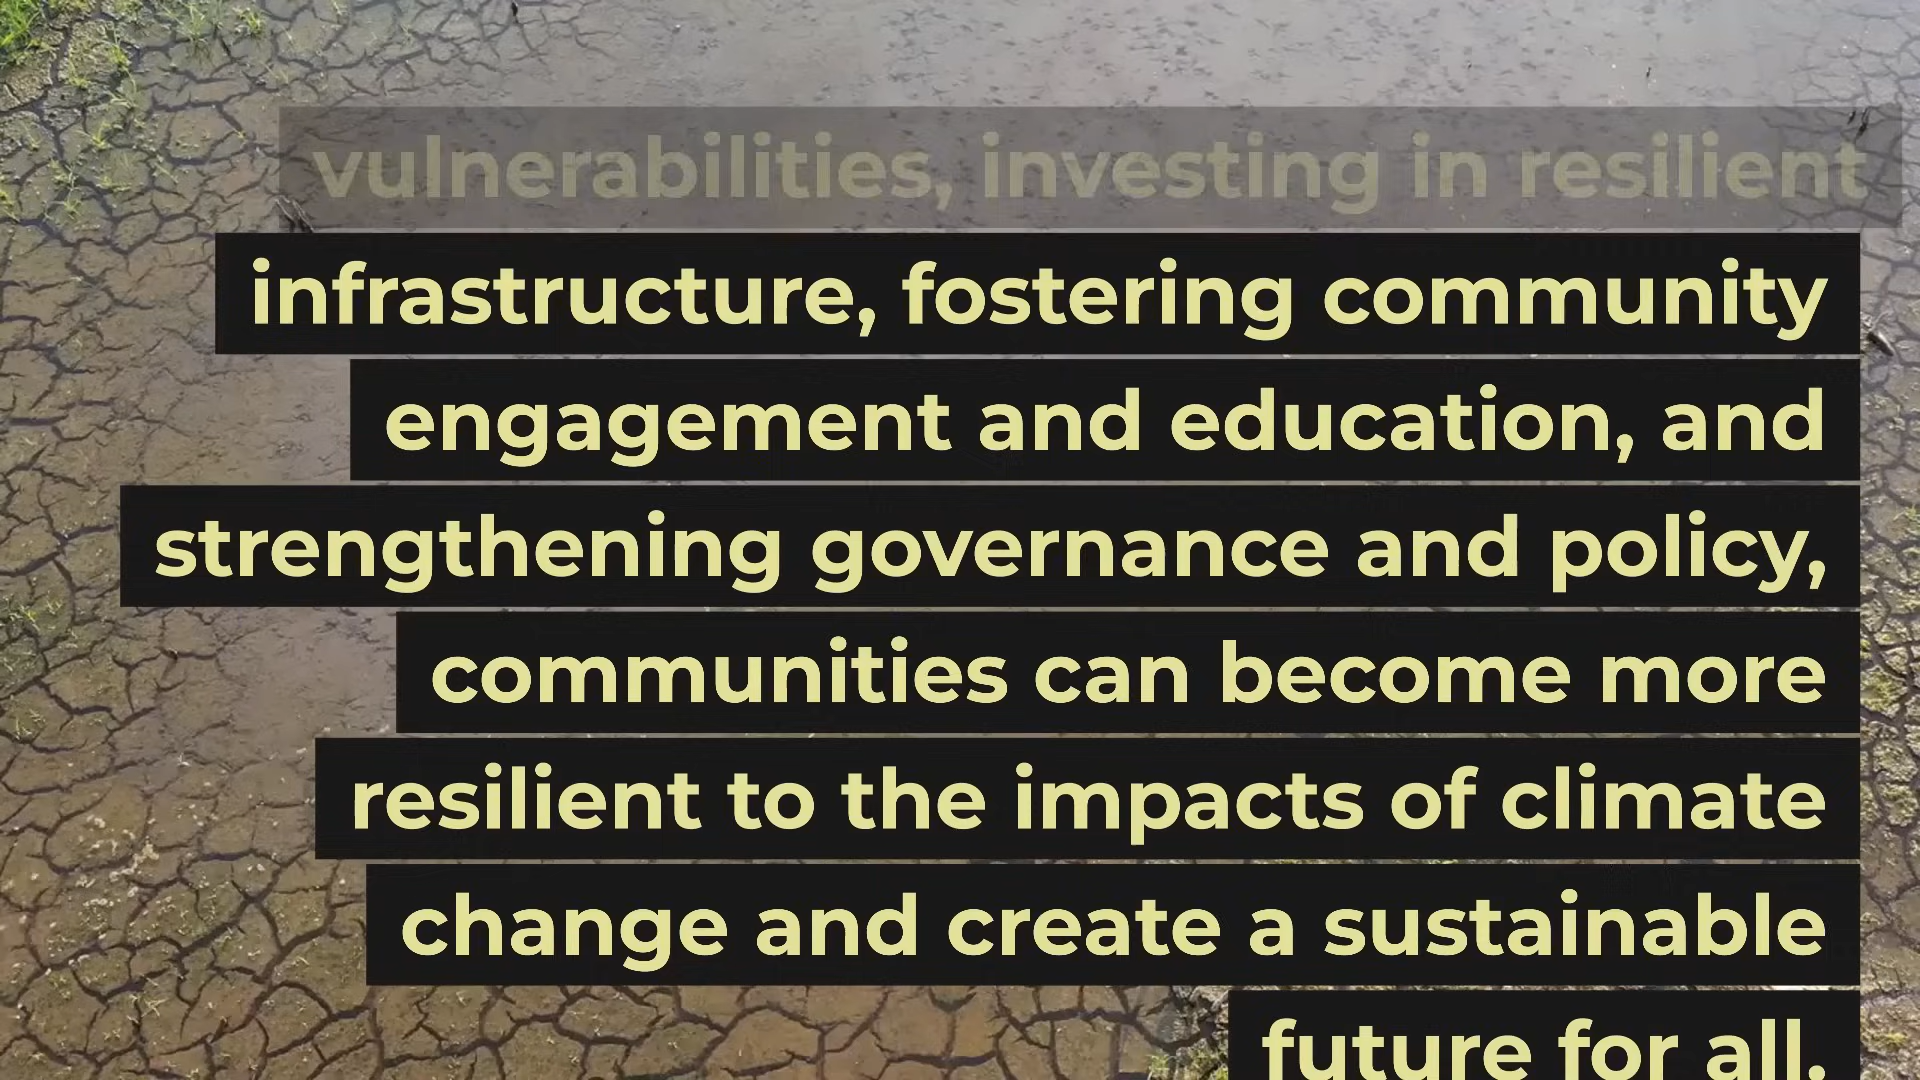 vulnerabilities, investing in resilient
infrastructure, fostering community
engagement and education, and
strengthening governance and policy,
communities can become more
resilient to the impacts of climate
change and create a sustainable
future for all.